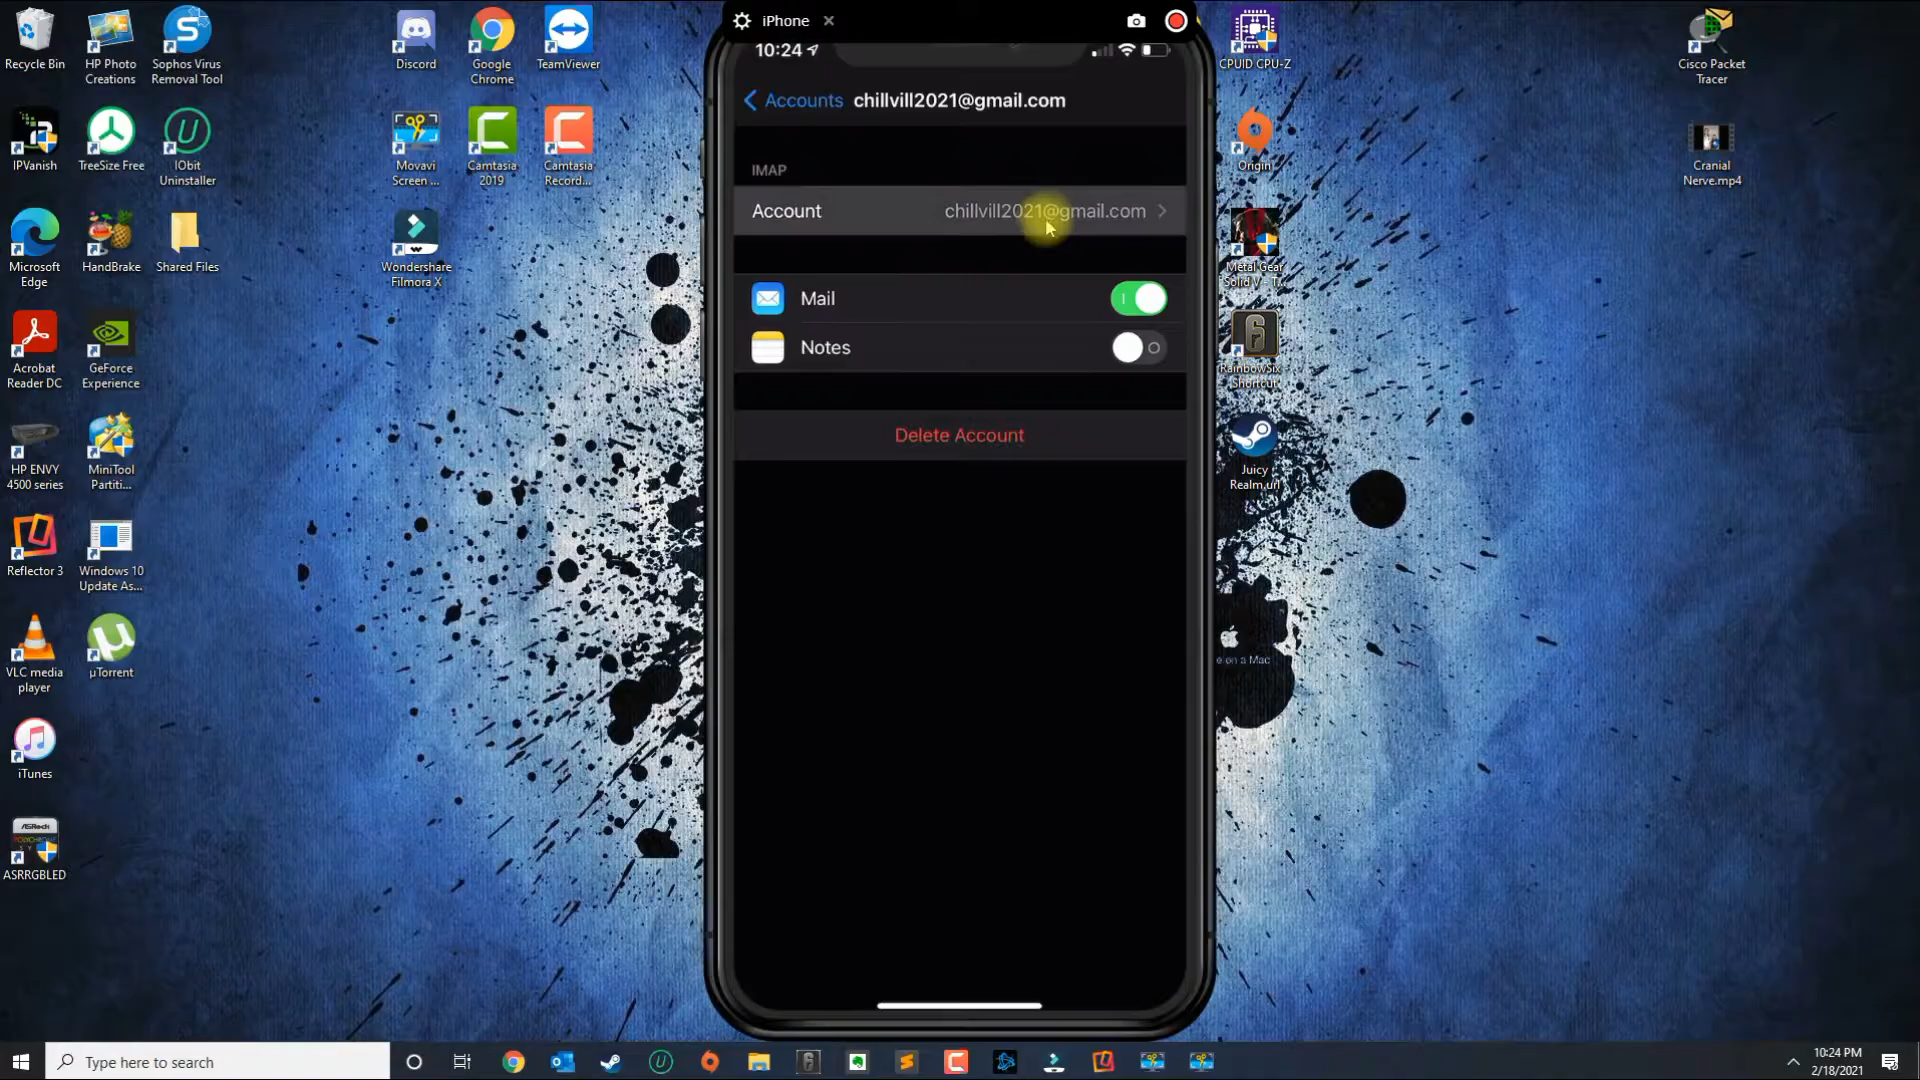 Recycle Bin
HP Photo
Creations
Sophos Virus
Removal Tool
Discord
Google
Chrome
TeamViewer
IPVanish
TreeSize Free
IObit
Uninstaller
Movavi
Screen ...
Camtasia
2019
Camtasia
Record...
Microsoft
Edge
HandBrake
Shared Files
Wondershare
Filmora X
Acrobat
Reader DC
GeForce
Experience
HP ENVY
4500 series
MiniTool
Partiti...
Reflector 3
Windows 10
Update As...
VLC media
player
µTorrent
iTunes
ASRock
ASRRGBLED
iPhone
10:24
Accounts
chillvill2021@gmail.com
IMAP
Account
chillvill2021@gmail.com
Mail
Notes
Delete Account
CPUID CPU-Z
Origin
Metal Gear
Solid V - T...
RainbowSix
Shortcut
Juicy
Realm.url
e on a Mac
Cisco Packet
Tracer
Cranial
Nerve.mp4
Type here to search
10:24 PM
2/18/2021